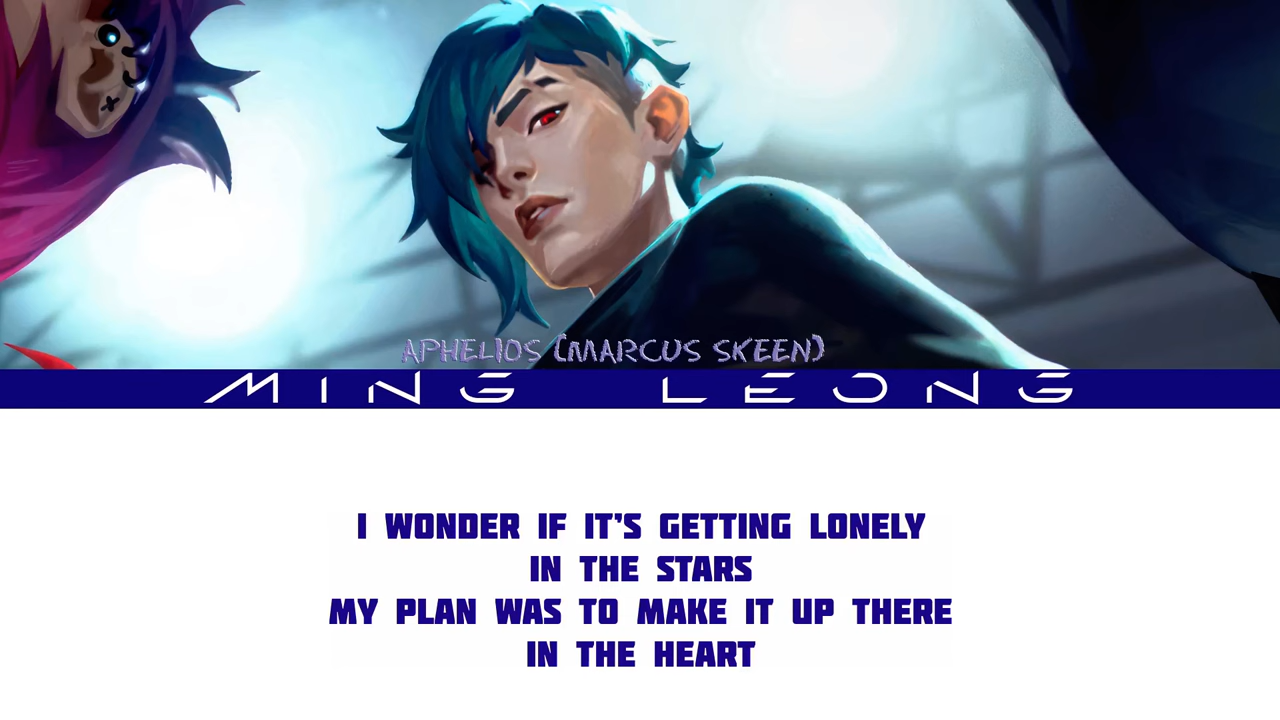 APHELIOS (MARCUS SKEEN)
MING LEONG
I WONDER IF IT'S GETTING LONELY
IN THE STARS
MY PLAN WAS TO MAKE IT UP THERE
IN THE HEART